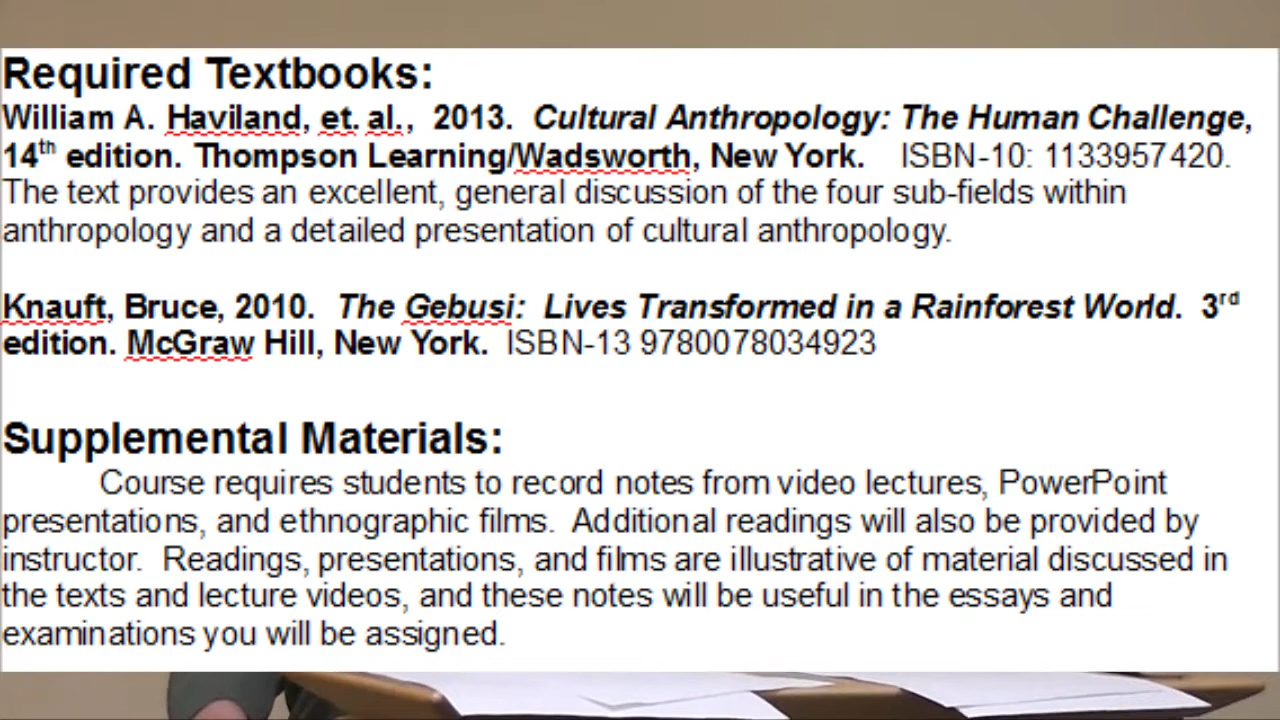 Required Textbooks:
William A. Haviland, et. al., 2013. Cultural Anthropology: The Human Challenge,
14th edition. Thompson Learning/Wadsworth, New York. ISBN-10: 1133957420.
The text provides an excellent, general discussion of the four sub-fields within
anthropology and a detailed presentation of cultural anthropology.
Knauft, Bruce, 2010. The Gebusi: Lives Transformed in a Rainforest World. 3rd
edition. McGraw Hill, New York. ISBN-13 9780078034923
Supplemental Materials:
Course requires students to record notes from video lectures, PowerPoint
presentations, and ethnographic films. Additional readings will also be provided by
instructor. Readings, presentations, and films are illustrative of material discussed in
the texts and lecture videos, and these notes will be useful in the essays and
examinations you will be assigned.